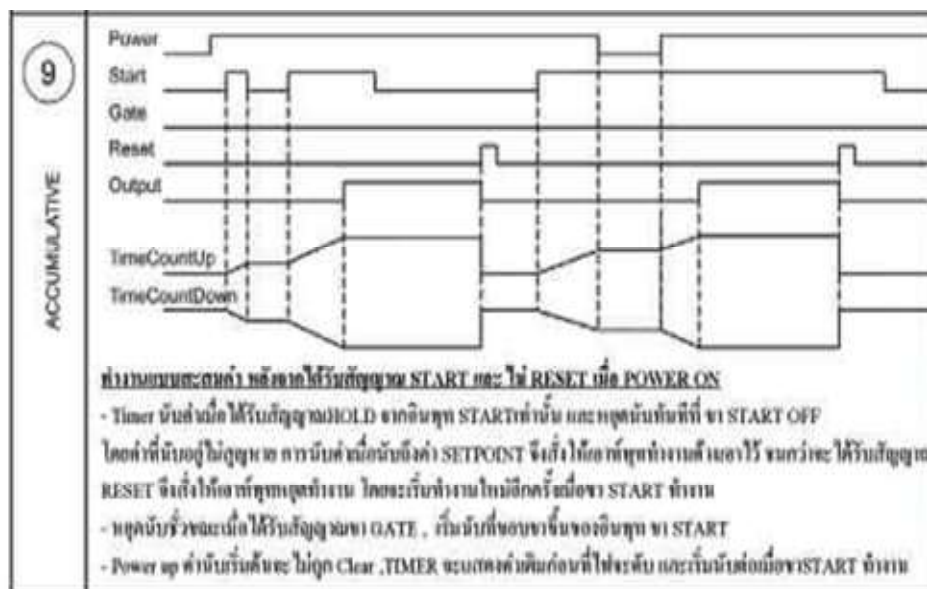 9
ACCUMULATIVE
Power
Start
Gate
Reset
Output
TimeCountUp
TimeCountDown
ทำงานแบบสะสมค่า หลังจากได้รับสัญญาณ START และ ไม่ RESET เมื่อ POWER ON
- Timer นับค่าเมื่อได้รับสัญญาณHOLD จากอินพุท STARTเท่านั้น และหยุดนับทันทีที่ ขา START OFF
โดยค่าที่นับอยู่ไม่สูญหาย การนับค่าเมื่อนับถึงค่า SETPOINT จึงสั่งให้เอาท์พุททำงานค้างเอาไว้ จนกว่าจะ ได้รับสัญญาณ
RESET จึงสั่งให้เอาท์พุทหยุดทำงาน โดยจะเริ่มทำงานใหม่อีกครั้งเมื่อขา START ทำงาน
- หยุดนับชั่วขณะเมื่อได้รับสัญญาณขา GATE , เริ่มนับที่ขอบขาขึ้นของอินพุท ขา START
- Power up ค่านับเริ่มต้นจะ ไม่ถูก Clear ,TIMER จะแสดงค่าเดิมก่อนที่ไฟจะดับ และเริ่มนับต่อเมื่อขาSTART ทำงาน